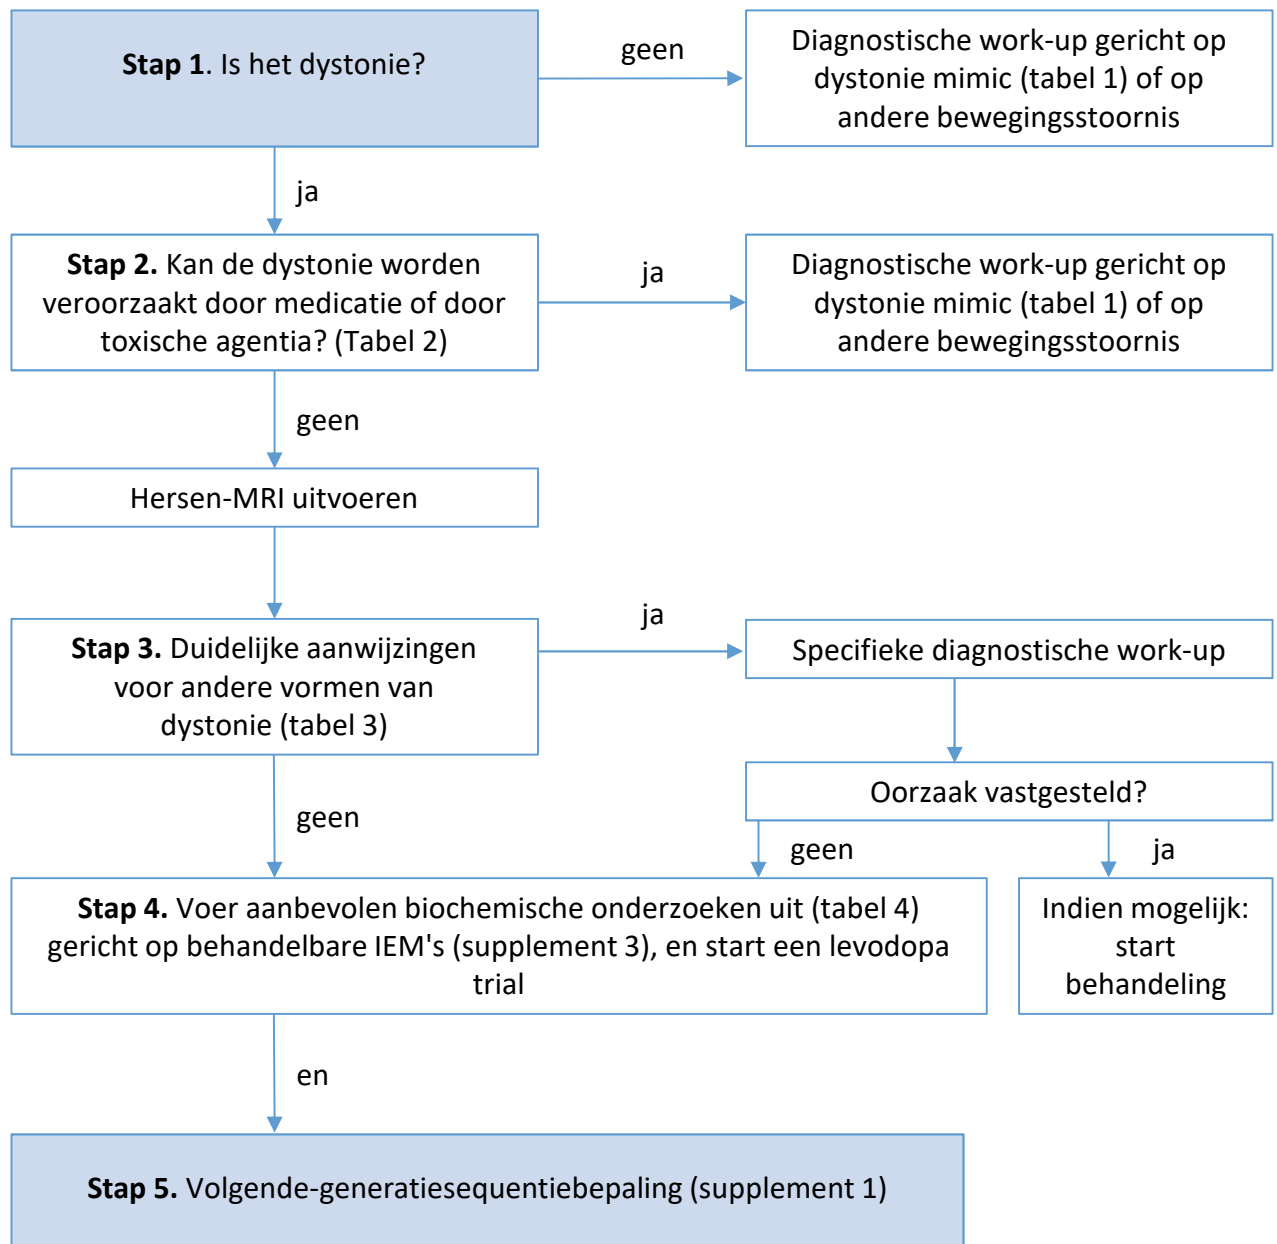 Stap 1. Is het dystonie?
geen
Diagnostische work-up gericht op
dystonie mimic (tabel 1) of op
andere bewegingsstoornis
ja
Stap 2. Kan de dystonie worden
veroorzaakt door medicatie of door
toxische agentia? (Tabel 2)
ja
Diagnostische work-up gericht op
dystonie mimic (tabel 1) of op
andere bewegingsstoornis
geen
Hersen-MRI uitvoeren
Stap 3. Duidelijke aanwijzingen
voor andere vormen van
dystonie (tabel 3)
ja
Specifieke diagnostische work-up
Oorzaak vastgesteld?
geen
geen
ja
Stap 4. Voer aanbevolen biochemische onderzoeken uit (tabel 4)
gericht op behandelbare IEM's (supplement 3), en start een levodopa
trial
Indien mogelijk:
start
behandeling
en
Stap 5. Volgende-generatiesequentiebepaling (supplement 1)